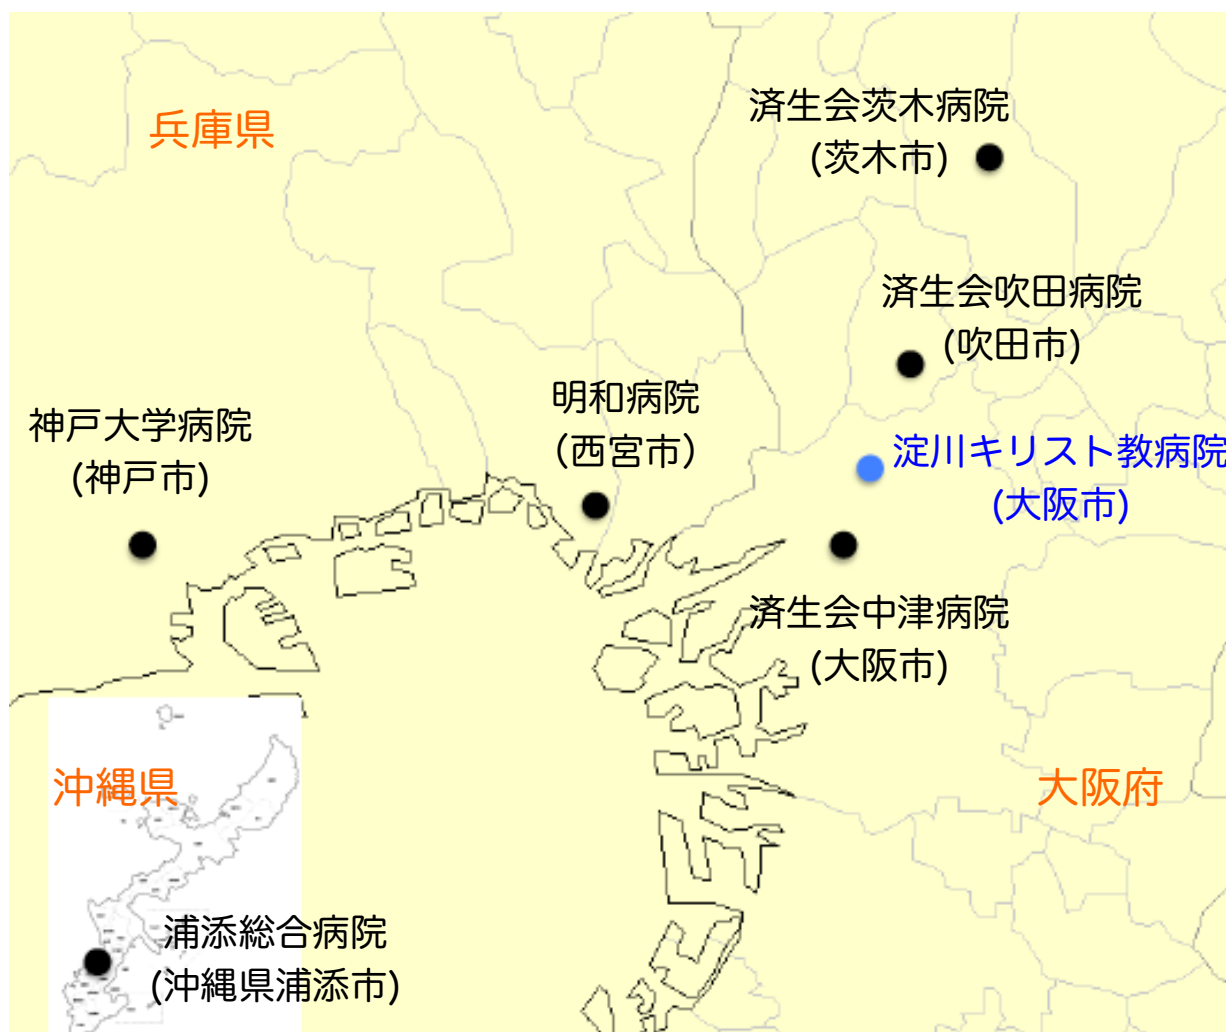 兵庫県
済生会茨木病院
(茨木市)
済生会吹田病院
(吹田市)
明和病院
(西宮市)
神戸大学病院
(神戸市)
淀川キリスト教病院
(大阪市)
済生会中津病院
(大阪市)
沖縄県
大阪府
浦添総合病院
(沖縄県浦添市)